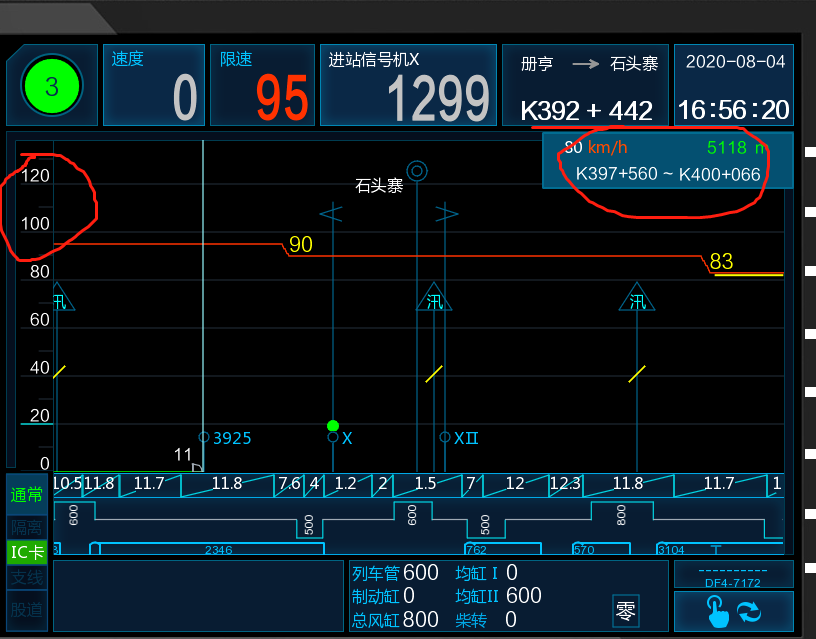 3
速度
0
限速
95
进站信号机X
1299
册亨 → 石头寨
K392 + 442
2020-08-04
16:56:20
80 km/h 5118 m
K397+560 ~ K400+066
120
100
80
60
40
20
0
石头寨
90
83
汛 汛 汛
3925
X
XII
11
10.5 11.8 11.7 11.8 7.6 4 1.2 2 1.5 7 12 12.3 11.8 11.7 1
600 500 600 500 800
2346 762 570 3104
通常
隔离
IC卡
支线
股道
列车管 600 均缸 I 0
制动缸 0 均缸II 600
总风缸 800 柴转 0
零
DF4-7172